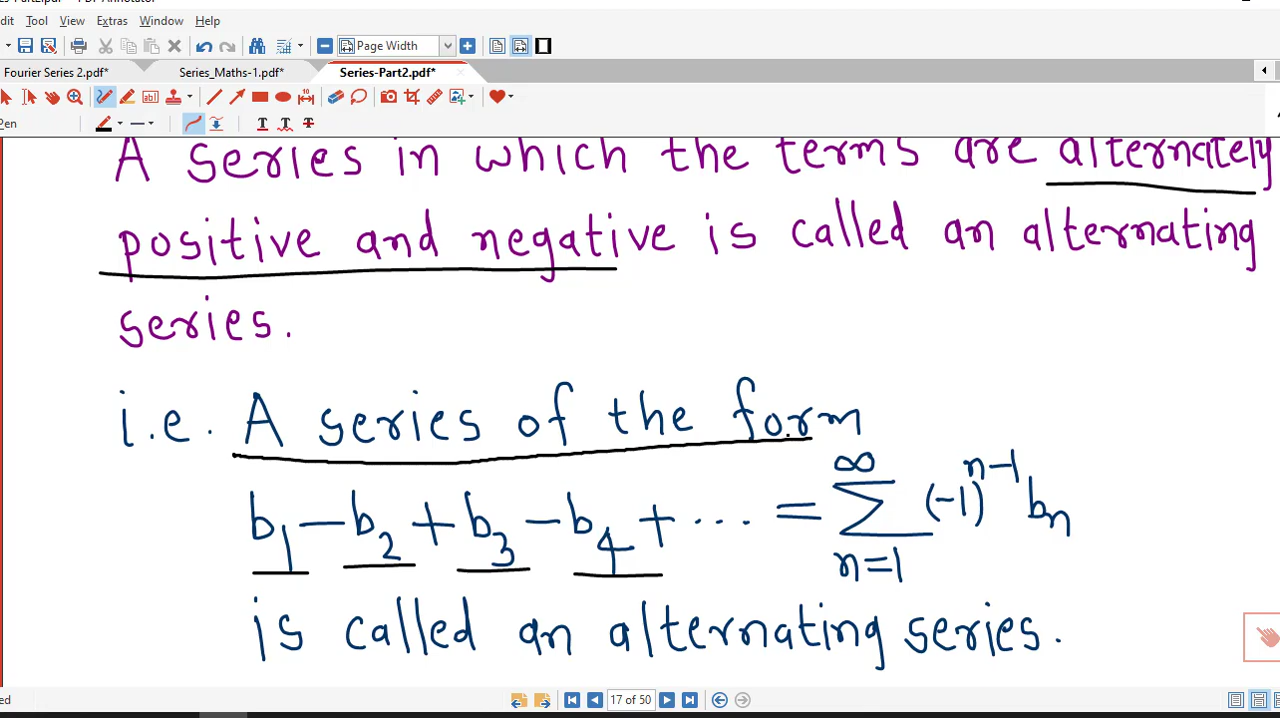 dit Tool View Extras Window Help
Page Width
Fourier Series 2.pdf* Series_Maths-1.pdf* Series-Part2.pdf*
Pen
A series in which the terms are alternately
positive and negative is called an alternating
series.
i.e. A series of the form
b₁ - b₂ + b₃ - b₄ + ... = ∑_{n=1}^{∞} (-1)^{n-1} bₙ
is called an alternating series.
17 of 50